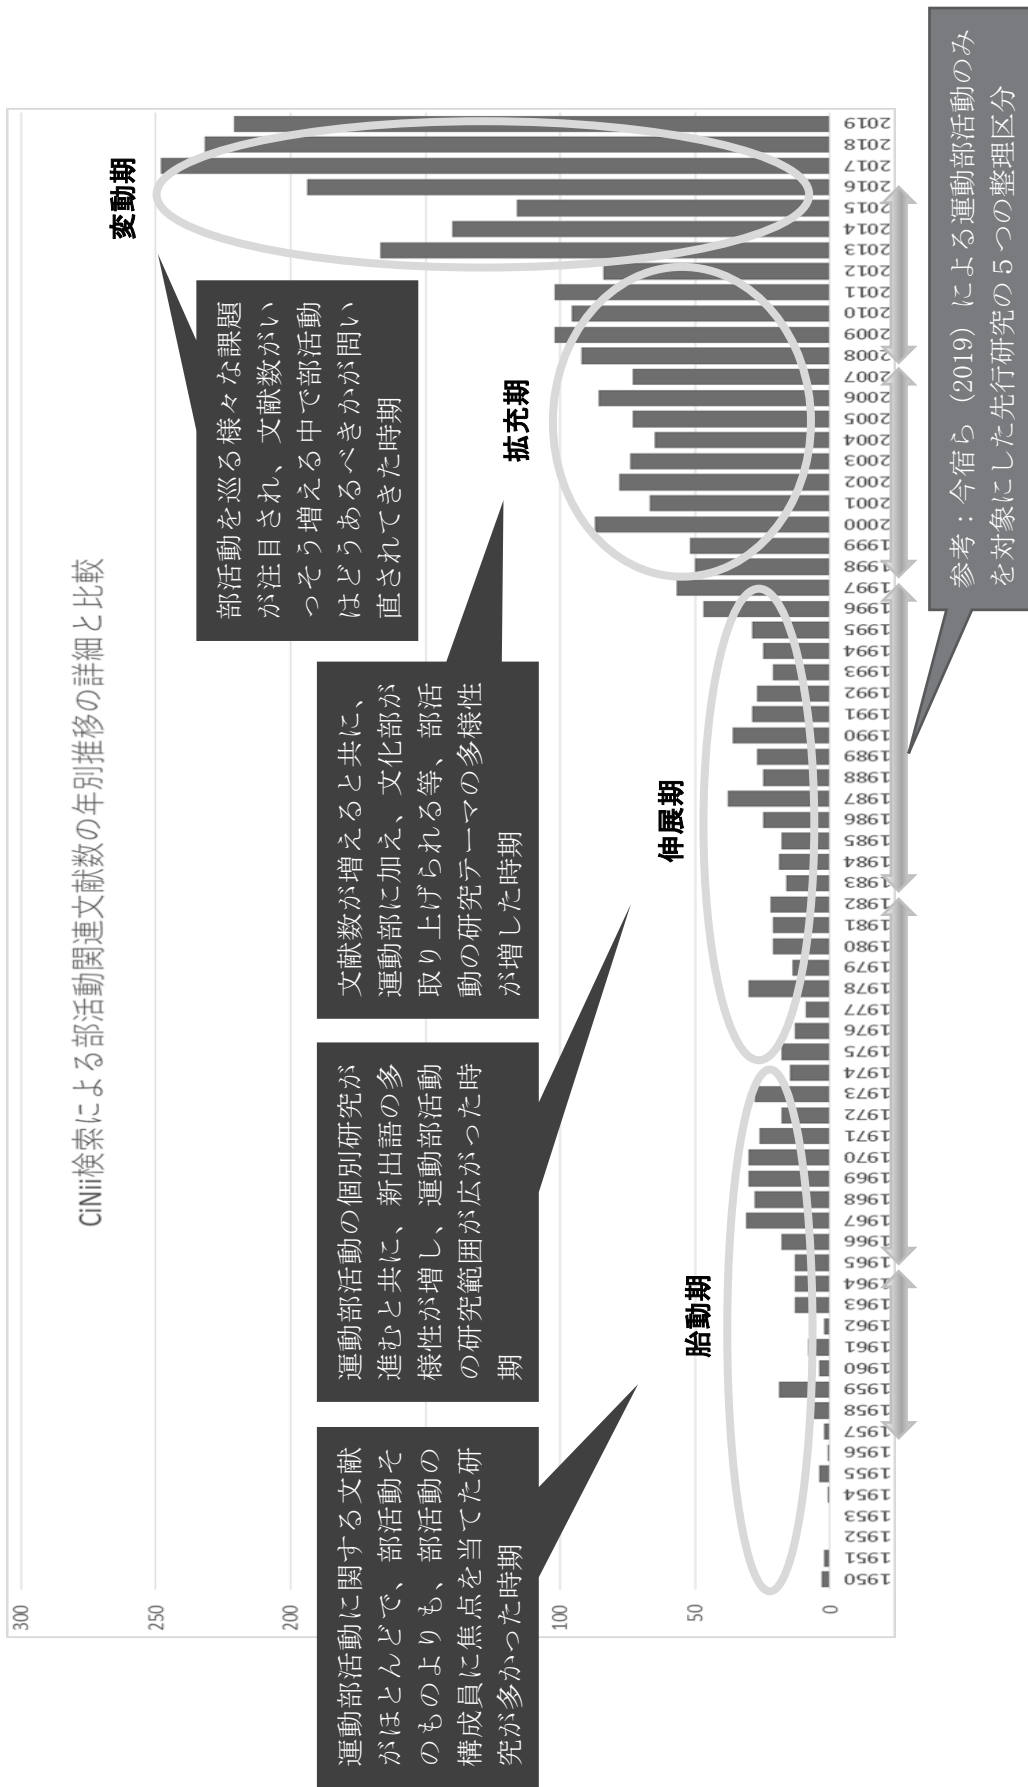 CiNii検索による部活動関連文献数の年別推移の詳細と比較
300
250
200
100
50
0
変動期
部活動を巡る様々な課題
が注目され、文献数がい
っそう増える中で部活動
はどうあるべきかが問い
直されてきた時期
拡充期
文献数が増えると共に、
運動部に加え、文化部が
取り上げられる等、部活
動の研究テーマの多様性
が増した時期
伸展期
運動部活動の個別研究が
進むと共に、新出語の多
様性が増し、運動部活動
の研究範囲が広がった時
期
胎動期
運動部活動に関する文献
がほとんどで、部活動そ
のものよりも、部活動の
構成員に焦点を当てた研
究が多かった時期
1950
1951
1952
1953
1954
1955
1956
1957
1958
1959
1960
1961
1962
1963
1964
1965
1966
1967
1968
1969
1970
1971
1972
1973
1974
1975
1976
1977
1978
1979
1980
1981
1982
1983
1984
1985
1986
1987
1988
1989
1990
1991
1992
1993
1994
1995
1996
1997
1998
1999
2000
2001
2002
2003
2004
2005
2006
2007
2008
2009
2010
2011
2012
2013
2014
2015
2016
2017
2018
2019
参考：今宿ら（2019）による運動部活動のみ
を対象にした先行研究の５つの整理区分